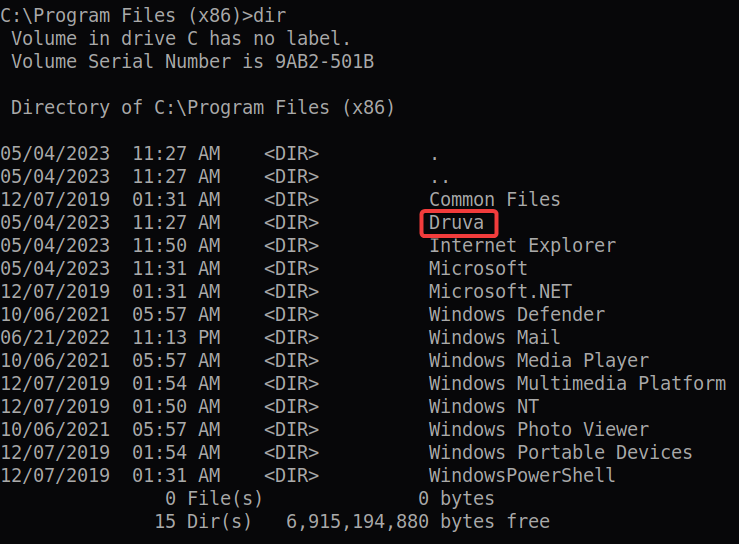 C:\Program Files (x86)>dir
 Volume in drive C has no label.
 Volume Serial Number is 9AB2-501B

 Directory of C:\Program Files (x86)

05/04/2023  11:27 AM    <DIR>          .
05/04/2023  11:27 AM    <DIR>          ..
12/07/2019  01:31 AM    <DIR>          Common Files
05/04/2023  11:27 AM    <DIR>          Druva
05/04/2023  11:50 AM    <DIR>          Internet Explorer
05/04/2023  11:31 AM    <DIR>          Microsoft
12/07/2019  01:31 AM    <DIR>          Microsoft.NET
10/06/2021  05:57 AM    <DIR>          Windows Defender
06/21/2022  11:13 PM    <DIR>          Windows Mail
10/06/2021  05:57 AM    <DIR>          Windows Media Player
12/07/2019  01:54 AM    <DIR>          Windows Multimedia Platform
12/07/2019  01:50 AM    <DIR>          Windows NT
10/06/2021  05:57 AM    <DIR>          Windows Photo Viewer
12/07/2019  01:54 AM    <DIR>          Windows Portable Devices
12/07/2019  01:31 AM    <DIR>          WindowsPowerShell
               0 File(s)              0 bytes
              15 Dir(s)   6,915,194,880 bytes free